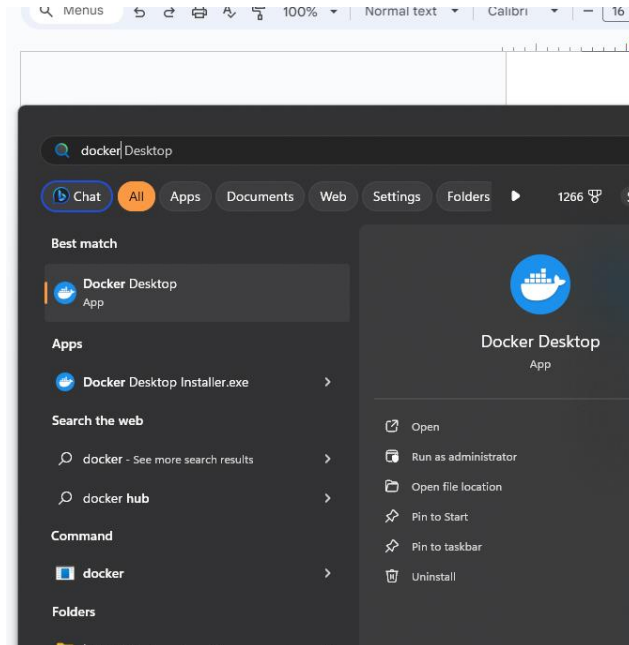 Menus 100% Normal text Calibri 16
docker Desktop
Chat All Apps Documents Web Settings Folders 1266
Best match
Docker Desktop
App
Apps
Docker Desktop Installer.exe
Search the web
docker - See more search results
docker hub
Command
docker
Folders
Docker Desktop
App
Open
Run as administrator
Open file location
Pin to Start
Pin to taskbar
Uninstall